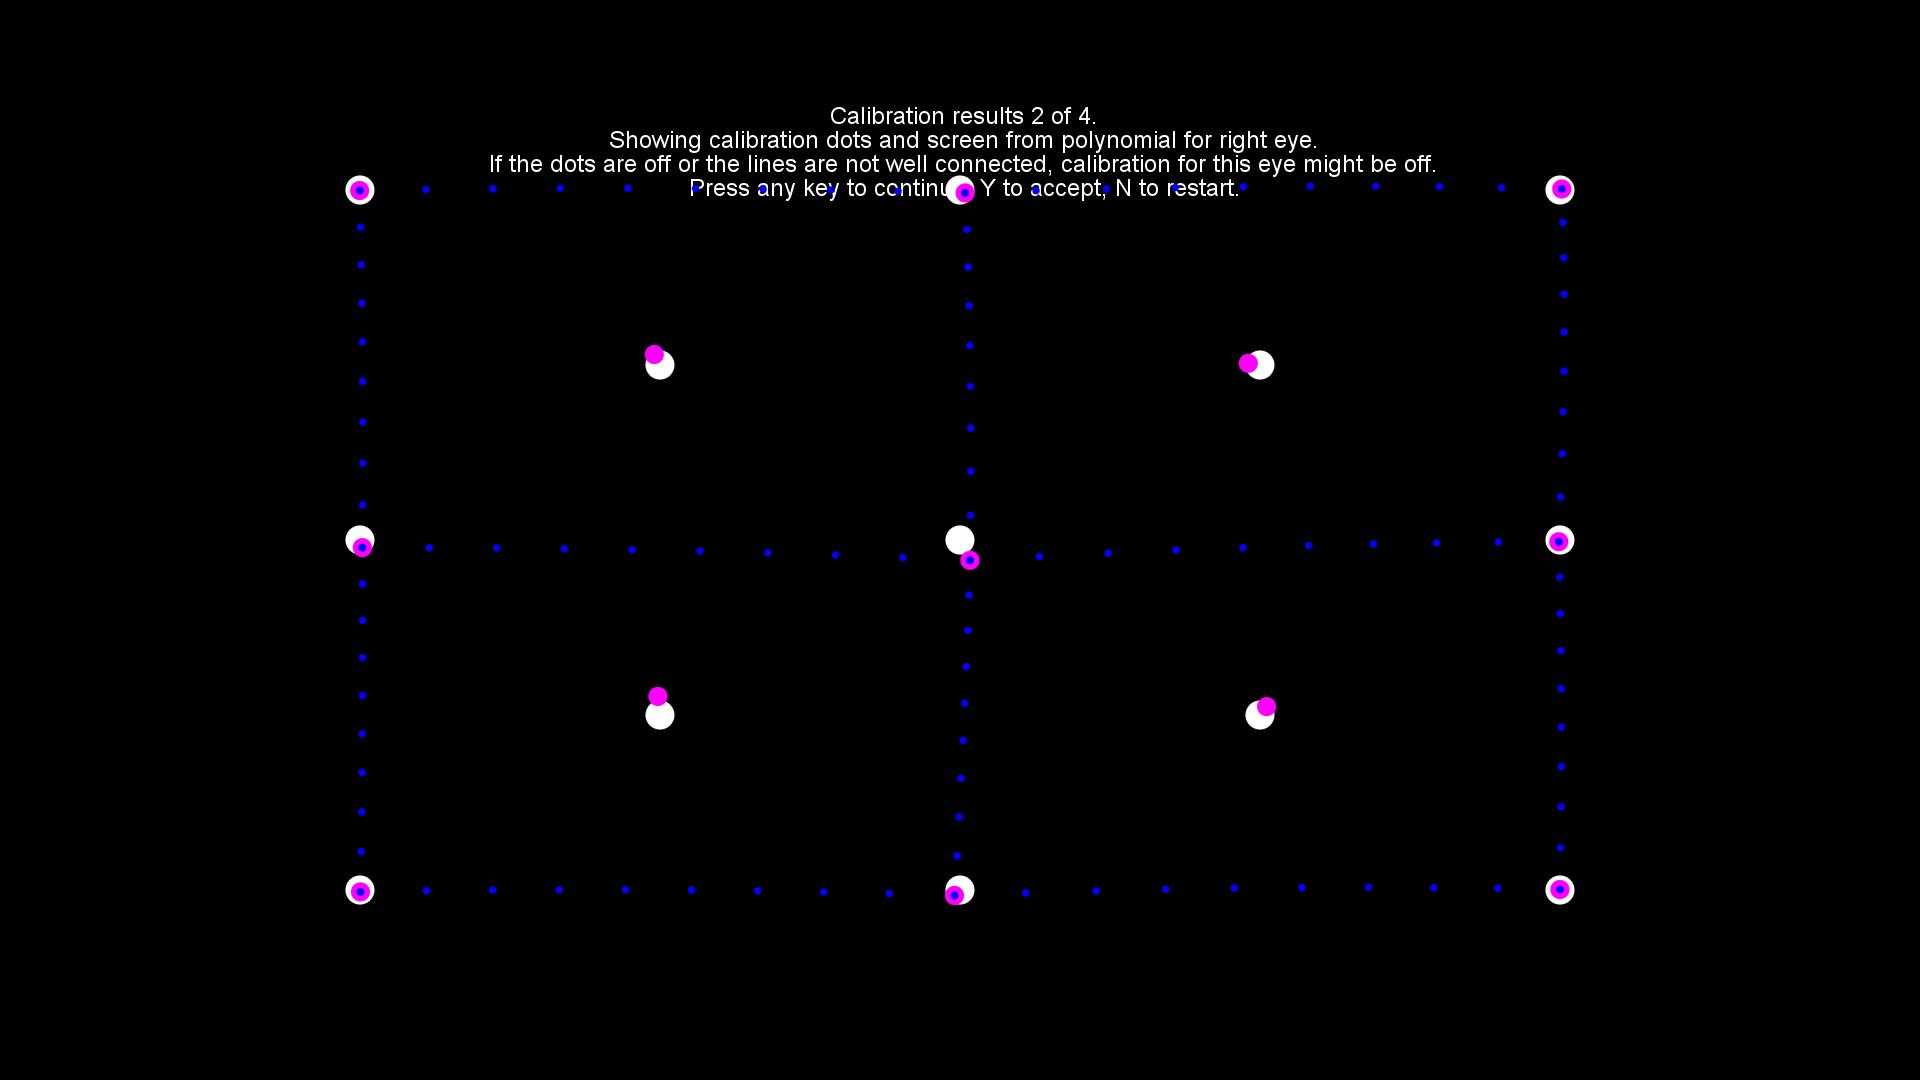 Calibration results 2 of 4.
Showing calibration dots and screen from polynomial for right eye.
If the dots are off or the lines are not well connected, calibration for this eye might be off.
Press any key to continue, Y to accept, N to restart.